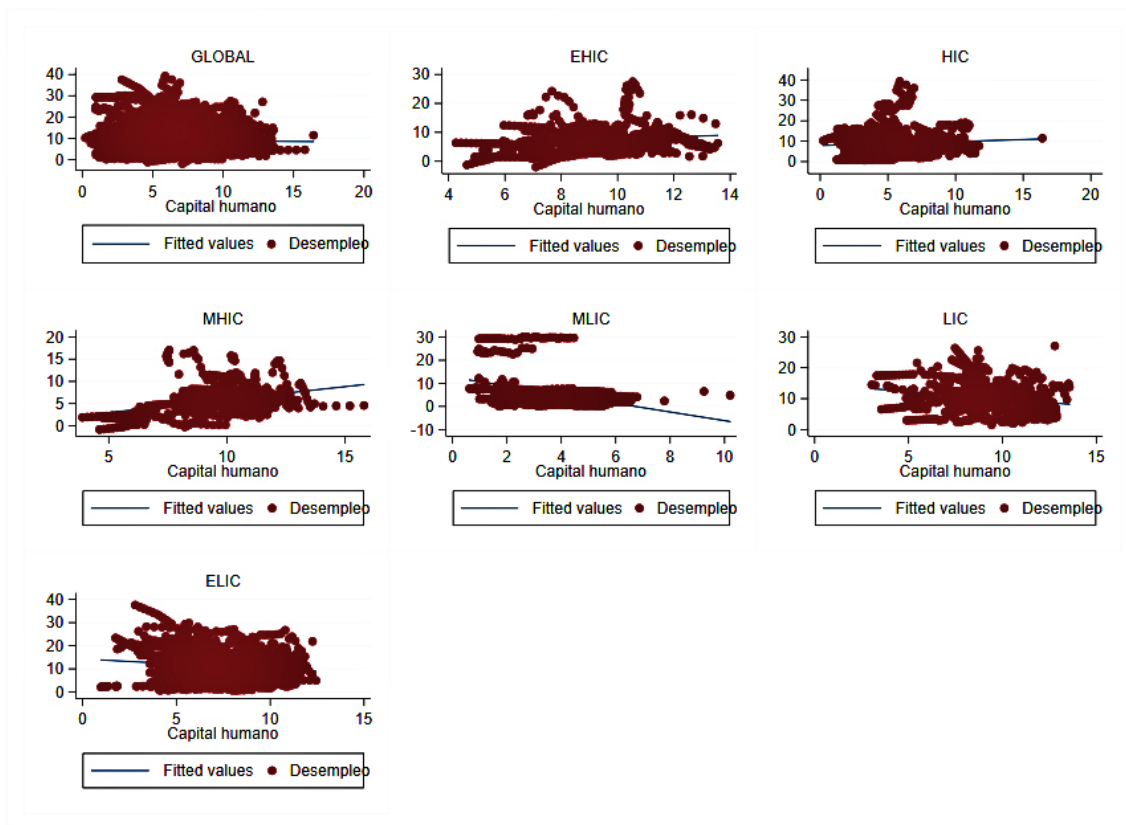 GLOBAL
40
30
20
10
0
0 5 10 15 20
Capital humano
Fitted values Desempleo
EHIC
30
20
10
0
4 6 8 10 12 14
Capital humano
Fitted values Desempleo
HIC
40
30
20
10
0
0 5 10 15 20
Capital humano
Fitted values Desempleo
MHIC
20
15
10
5
0
5 10 15
Capital humano
Fitted values Desempleo
MLIC
30
20
10
0
-10
0 2 4 6 8 10
Capital humano
Fitted values Desempleo
LIC
30
20
10
0
0 5 10 15
Capital humano
Fitted values Desempleo
ELIC
40
30
20
10
0
0 5 10 15
Capital humano
Fitted values Desempleo